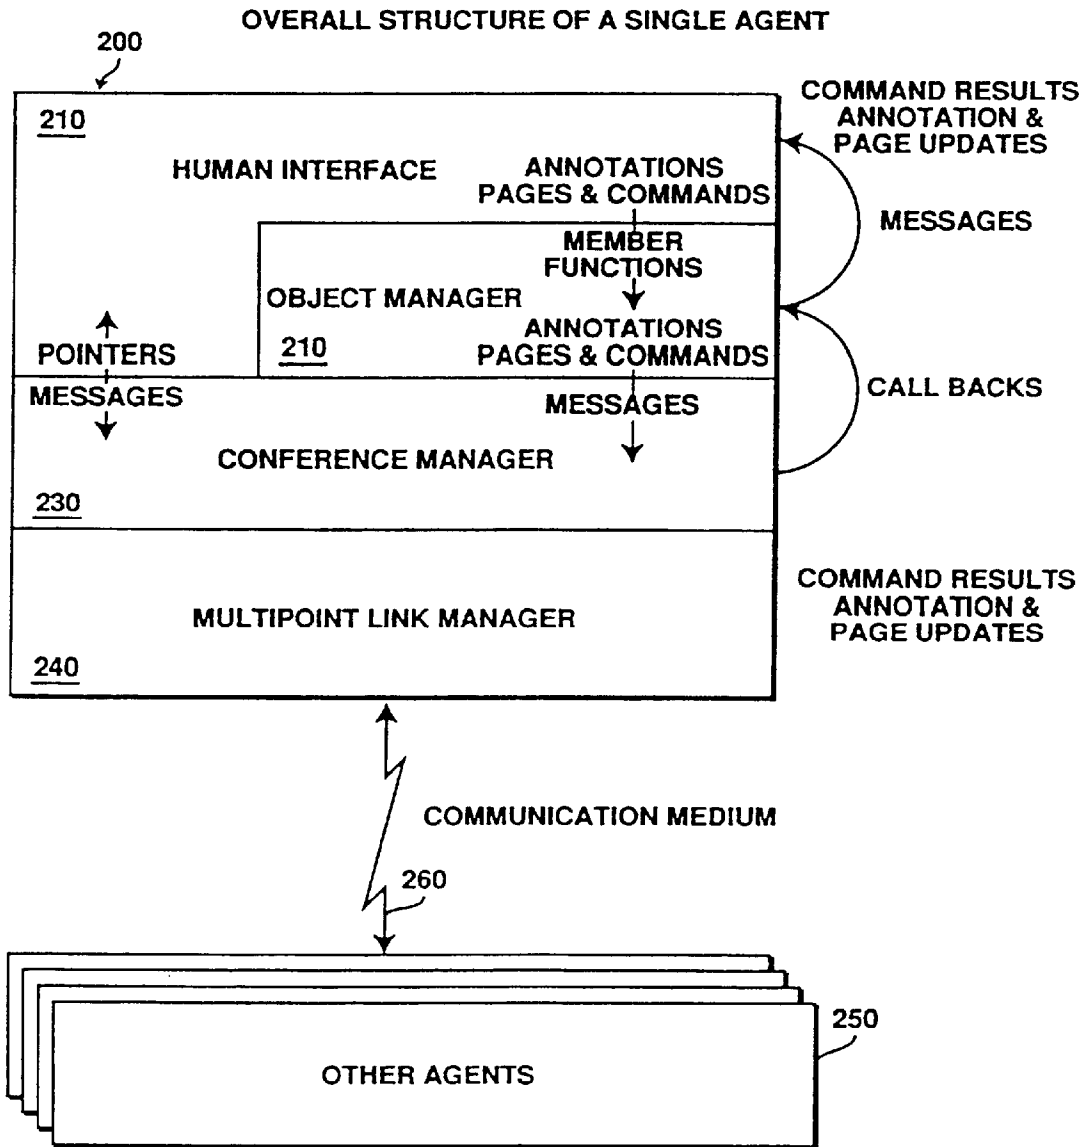 OVERALL STRUCTURE OF A SINGLE AGENT
200
210
HUMAN INTERFACE
ANNOTATIONS
PAGES & COMMANDS
COMMAND RESULTS
ANNOTATION &
PAGE UPDATES
MESSAGES
MEMBER
FUNCTIONS
OBJECT MANAGER
210
ANNOTATIONS
PAGES & COMMANDS
POINTERS
MESSAGES
MESSAGES
CALL BACKS
CONFERENCE MANAGER
230
MULTIPOINT LINK MANAGER
240
COMMAND RESULTS
ANNOTATION &
PAGE UPDATES
COMMUNICATION MEDIUM
260
250
OTHER AGENTS